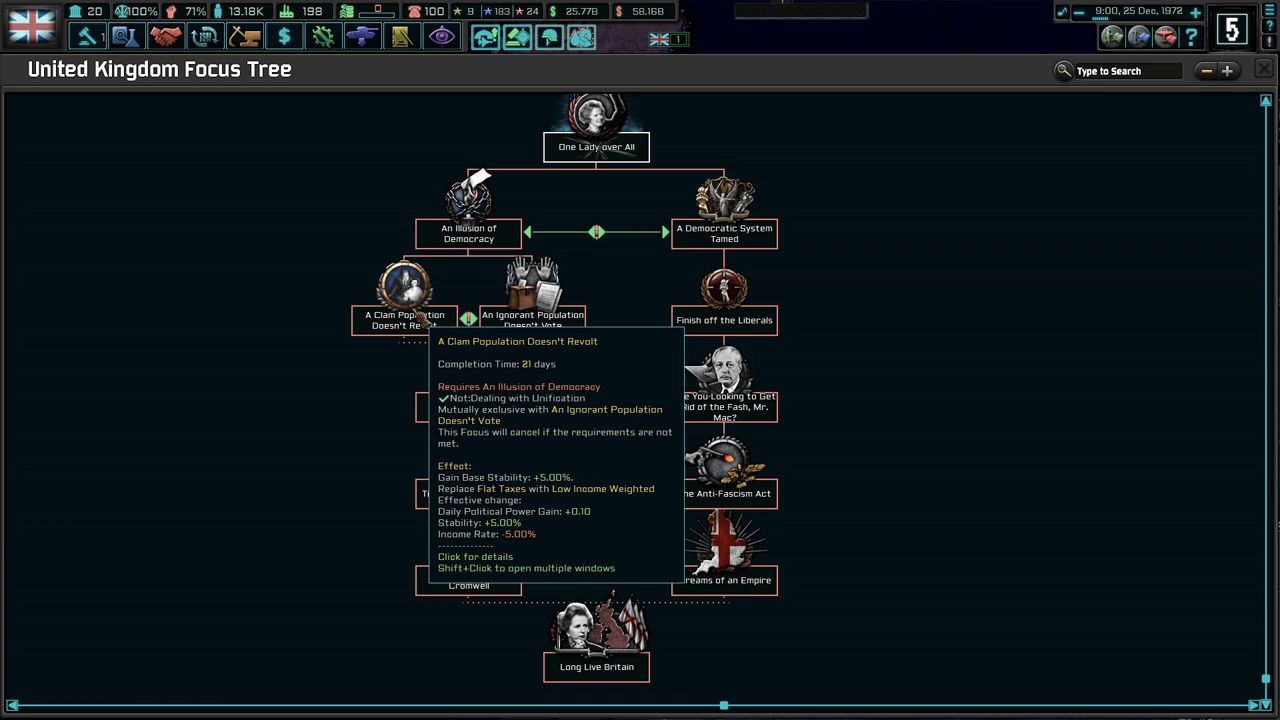 20 100% 71% 13.18K 198 100 9 183 24 25.77B 58.16B 9:00, 25 Dec, 1972 5
1 1
United Kingdom Focus Tree
Type to Search
One Lady over All
An Illusion of
Democracy
A Democratic System
Tamed
A Clam Population
Doesn't Revolt
An Ignorant Population
Doesn't Vote
Finish off the Liberals
A Clam Population Doesn't Revolt
Completion Time: 21 days
Requires An Illusion of Democracy
Not:Dealing with Unification
Mutually exclusive with An Ignorant Population
Doesn't Vote
This Focus will cancel if the requirements are not
met.
Effect:
Gain Base Stability: +5.00%.
Replace Flat Taxes with Low Income Weighted
Effective change:
Daily Political Power Gain: +0.10
Stability: +5.00%
Income Rate: -5.00%
--------------
Click for details
Shift+Click to open multiple windows
You Looking to Get
Rid of the Fash, Mr.
Mac?
Anti-Fascism Act
Dreams of an Empire
Cromwell
Long Live Britain